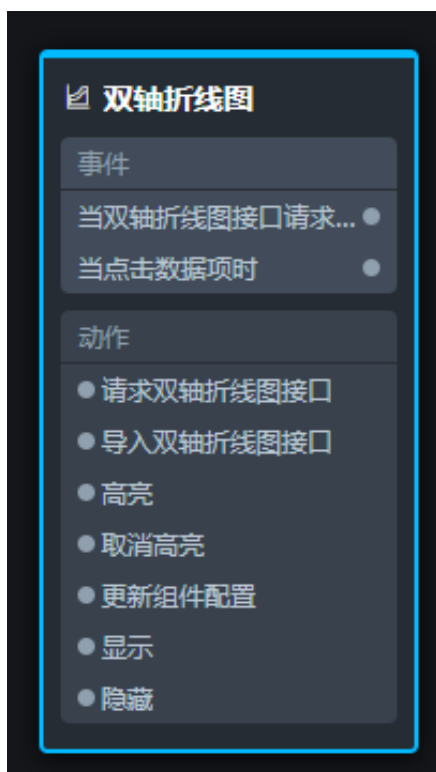 双轴折线图
事件
当双轴折线图接口请求...
当点击数据项时
动作
请求双轴折线图接口
导入双轴折线图接口
高亮
取消高亮
更新组件配置
显示
隐藏